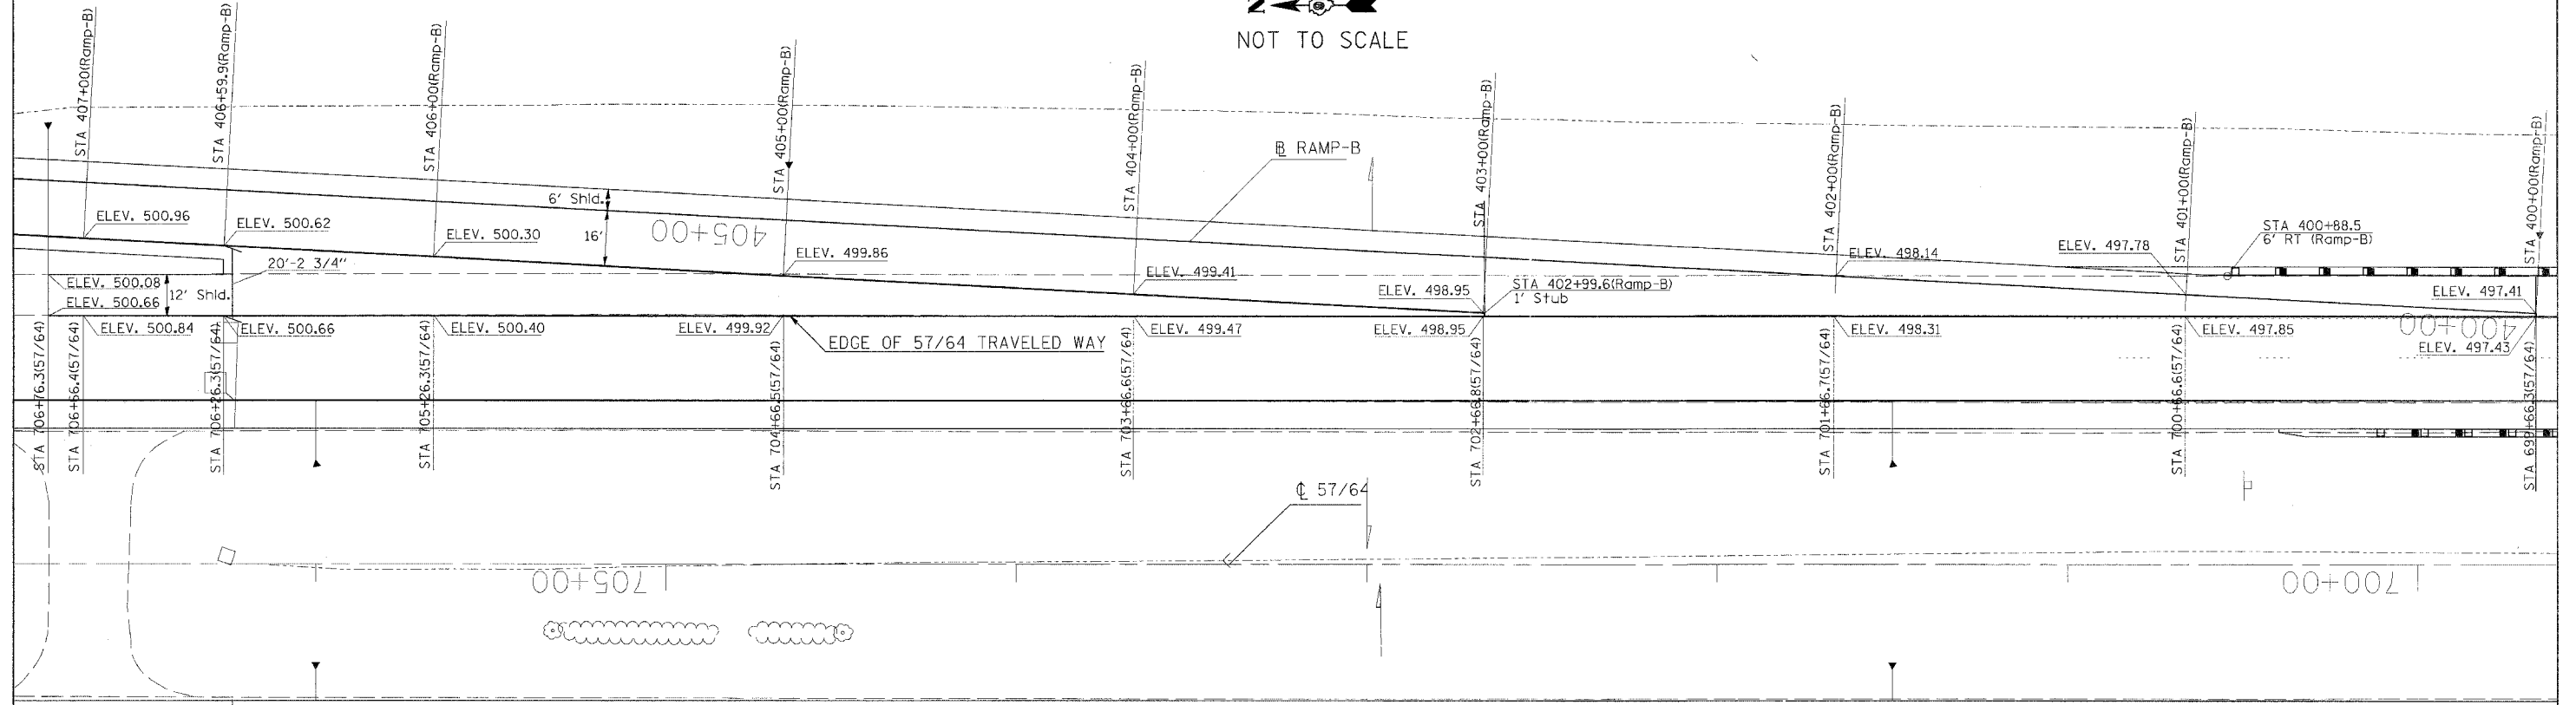 N
NOT TO SCALE
STA 407+00(Ramp-B)
STA 406+59.9(Ramp-B)
STA 406+00(Ramp-B)
STA 405+00(Ramp-B)
STA 404+00(Ramp-B)
STA 403+00(Ramp-B)
STA 402+00(Ramp-B)
STA 401+00(Ramp-B)
STA 400+00(Ramp-B)
℄ RAMP-B
6' Shld.
16'
405+00
STA 400+88.5
6' RT (Ramp-B)
ELEV. 500.96
ELEV. 500.62
ELEV. 500.30
ELEV. 499.86
ELEV. 499.41
ELEV. 498.95
ELEV. 498.14
ELEV. 497.78
ELEV. 497.41
20'-2 3/4"
ELEV. 500.08
12' Shld.
ELEV. 500.66
STA 402+99.6(Ramp-B)
1' Stub
ELEV. 500.84
ELEV. 500.66
ELEV. 500.40
ELEV. 499.92
ELEV. 499.47
ELEV. 498.95
ELEV. 498.31
ELEV. 497.85
400+00
ELEV. 497.43
EDGE OF 57/64 TRAVELED WAY
STA 706+76.3(57/64)
STA 706+66.4(57/64)
STA 706+26.3(57/64)
STA 705+26.3(57/64)
STA 704+66.5(57/64)
STA 703+66.6(57/64)
STA 702+66.8(57/64)
STA 701+66.7(57/64)
STA 700+66.6(57/64)
STA 699+66.3(57/64)
℄ 57/64
705+00
700+00